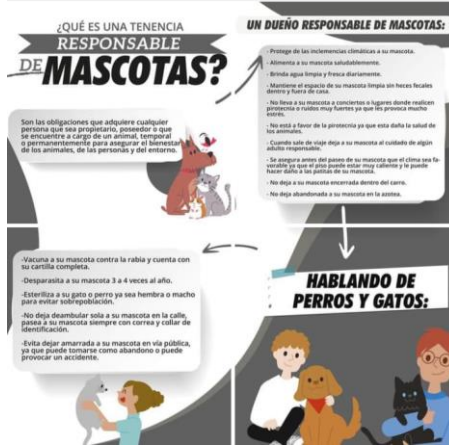 ¿QUÉ ES UNA TENENCIA
RESPONSABLE
DE MASCOTAS?
Son las obligaciones que adquiere cualquier
persona que sea propietario, poseedor o que
se encuentre a cargo de un animal, temporal
o permanentemente para asegurar el bienestar
de los animales, de las personas y del entorno.
UN DUEÑO RESPONSABLE DE MASCOTAS:
- Protege de las inclemencias climáticas a su mascota.
- Alimenta a su mascota saludablemente.
- Brinda agua limpia y fresca diariamente.
- Mantiene el espacio de su mascota limpia sin heces fecales
dentro y fuera de casa.
- No lleva a su mascota a conciertos o lugares donde realicen
pirotecnia o ruidos muy fuertes ya que les provoca mucho
estrés.
- No está a favor de la pirotecnia ya que esta daña la salud de
los animales.
- Cuando sale de viaje deja a su mascota al cuidado de algún
adulto responsable.
- Se asegura antes del paseo de su mascota que el clima sea fa-
vorable ya que el piso puede estar muy caliente y le puede
hacer daño a las patitas de su mascota.
- No deja a su mascota encerrada dentro del carro.
- No deja abandonada a su mascota en la azotea.
HABLANDO DE
PERROS Y GATOS:
-Vacuna a su mascota contra la rabia y cuenta con
su cartilla completa.
-Desparasita a su mascota 3 a 4 veces al año.
-Esteriliza a su gato o perro ya sea hembra o macho
para evitar sobrepoblación.
-No deja deambular sola a su mascota en la calle,
pasea a su mascota siempre con correa y collar de
identificación.
-Evita dejar amarrada a su mascota en vía pública,
ya que puede tomarse como abandono o puede
provocar un accidente.